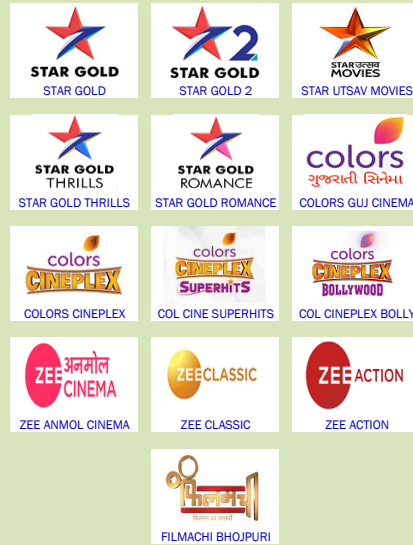 STAR GOLD
STAR GOLD
2
STAR GOLD
STAR GOLD 2
STAR उत्सव
MOVIES
STAR UTSAV MOVIES
STAR GOLD
THRILLS
STAR GOLD THRILLS
STAR GOLD
ROMANCE
STAR GOLD ROMANCE
colors
ગુજરાતી સિનેમા
COLORS GUJ CINEMA
colors
CINEPLEX
COLORS CINEPLEX
colors
CINEPLEX
SUPERHITS
COL CINE SUPERHITS
colors
CINEPLEX
BOLLYWOOD
COL CINEPLEX BOLLY
ZEE अनमोल
CINEMA
ZEE ANMOL CINEMA
ZEE CLASSIC
ZEE CLASSIC
ZEE ACTION
ZEE ACTION
फिलमची
FILMACHI BHOJPURI